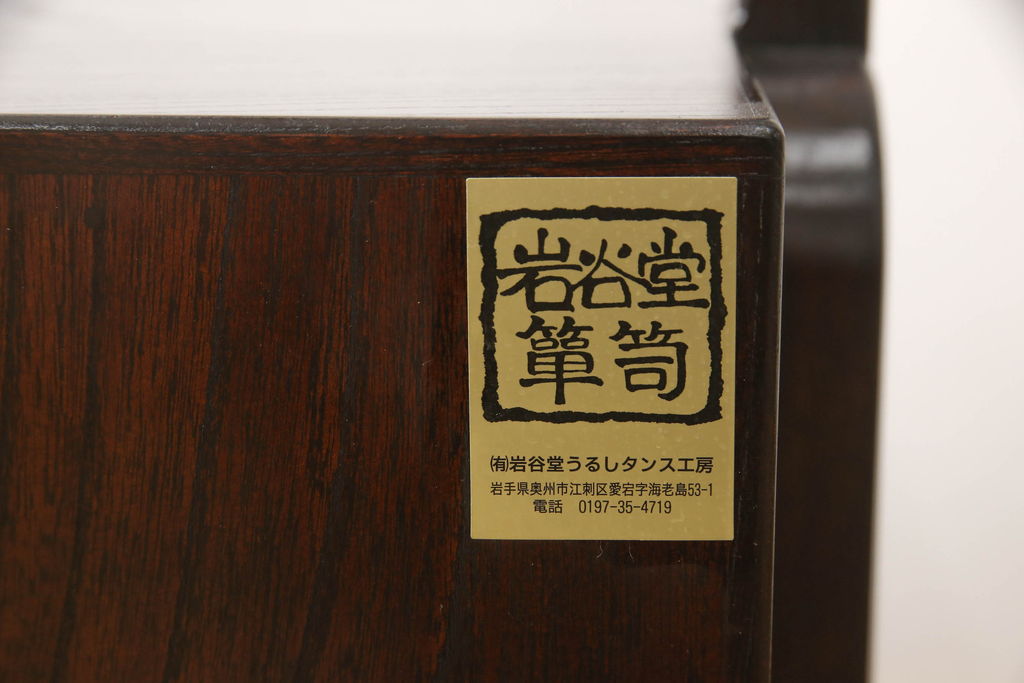 岩谷堂
簞笥
㈲岩谷堂うるしタンス工房
岩手県奥州市江刺区愛宕字海老島53-1
電話　0197-35-4719